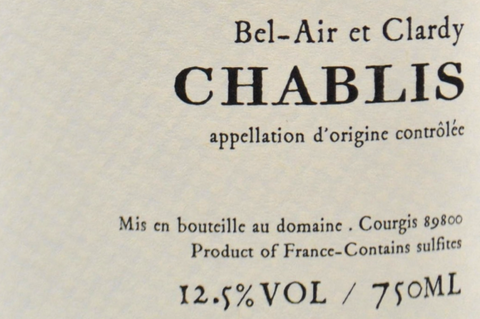 Bel-Air et Clardy
CHABLIS
appellation d'origine contrôlée
Mis en bouteille au domaine . Courgis 89800
Product of France-Contains sulfites
12.5% VOL / 750ML